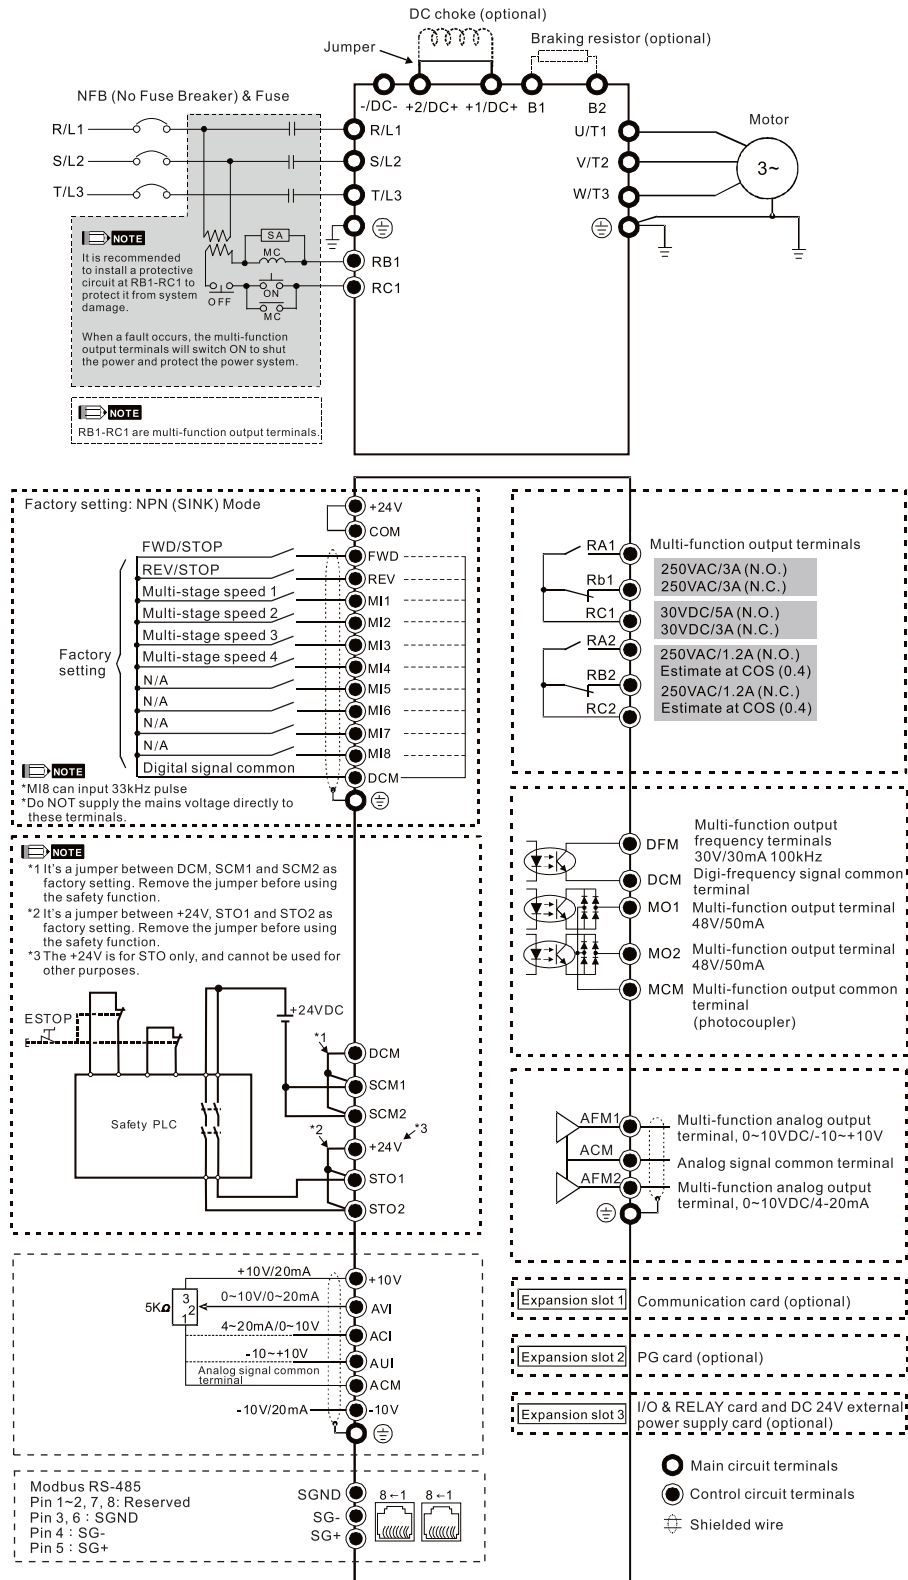 DC choke (optional)
Jumper
Braking resistor (optional)
NFB (No Fuse Breaker) & Fuse
-/DC- +2/DC+ +1/DC+ B1 B2
R/L1 R/L1
S/L2 S/L2
T/L3 T/L3
U/T1
V/T2
W/T3
Motor
3~
NOTE
It is recommended
to install a protective
circuit at RB1-RC1 to
protect it from system
damage.
When a fault occurs, the multi-function
output terminals will switch ON to shut
the power and protect the power system.
SA
MC
ON
OFF
MC
RB1
RC1
NOTE
RB1-RC1 are multi-function output terminals.
Factory setting: NPN (SINK) Mode
+24V
COM
FWD/STOP FWD
REV/STOP REV
Multi-stage speed 1 MI1
Multi-stage speed 2 MI2
Multi-stage speed 3 MI3
Multi-stage speed 4 MI4
N/A MI5
N/A MI6
N/A MI7
N/A MI8
Digital signal common DCM
Factory
setting
NOTE
*MI8 can input 33kHz pulse
*Do NOT supply the mains voltage directly to
these terminals.
NOTE
*1 It's a jumper between DCM, SCM1 and SCM2 as
factory setting. Remove the jumper before using
the safety function.
*2 It's a jumper between +24V, STO1 and STO2 as
factory setting. Remove the jumper before using
the safety function.
*3 The +24V is for STO only, and cannot be used for
other purposes.
ESTOP
+24VDC
Safety PLC
*1
DCM
SCM1
SCM2
*2
+24V
*3
STO1
STO2
+10V/20mA +10V
5KΩ
3
2
1
0~10V/0~20mA AVI
4~20mA/0~10V ACI
-10~+10V AUI
Analog signal common
terminal
ACM
-10V/20mA -10V
Modbus RS-485
Pin 1~2, 7, 8: Reserved
Pin 3, 6 : SGND
Pin 4 : SG-
Pin 5 : SG+
SGND
SG-
SG+
8←1 8←1
RA1
Rb1
RC1
RA2
RB2
RC2
Multi-function output terminals
250VAC/3A (N.O.)
250VAC/3A (N.C.)
30VDC/5A (N.O.)
30VDC/3A (N.C.)
250VAC/1.2A (N.O.)
Estimate at COS (0.4)
250VAC/1.2A (N.C.)
Estimate at COS (0.4)
DFM
Multi-function output
frequency terminals
30V/30mA 100kHz
DCM
Digi-frequency signal common
terminal
MO1
Multi-function output terminal
48V/50mA
MO2
Multi-function output terminal
48V/50mA
MCM
Multi-function output common
terminal
(photocoupler)
AFM1
Multi-function analog output
terminal, 0~10VDC/-10~+10V
ACM
Analog signal common terminal
AFM2
Multi-function analog output
terminal, 0~10VDC/4-20mA
Expansion slot 1 Communication card (optional)
Expansion slot 2 PG card (optional)
Expansion slot 3
I/O & RELAY card and DC 24V external
power supply card (optional)
Main circuit terminals
Control circuit terminals
Shielded wire